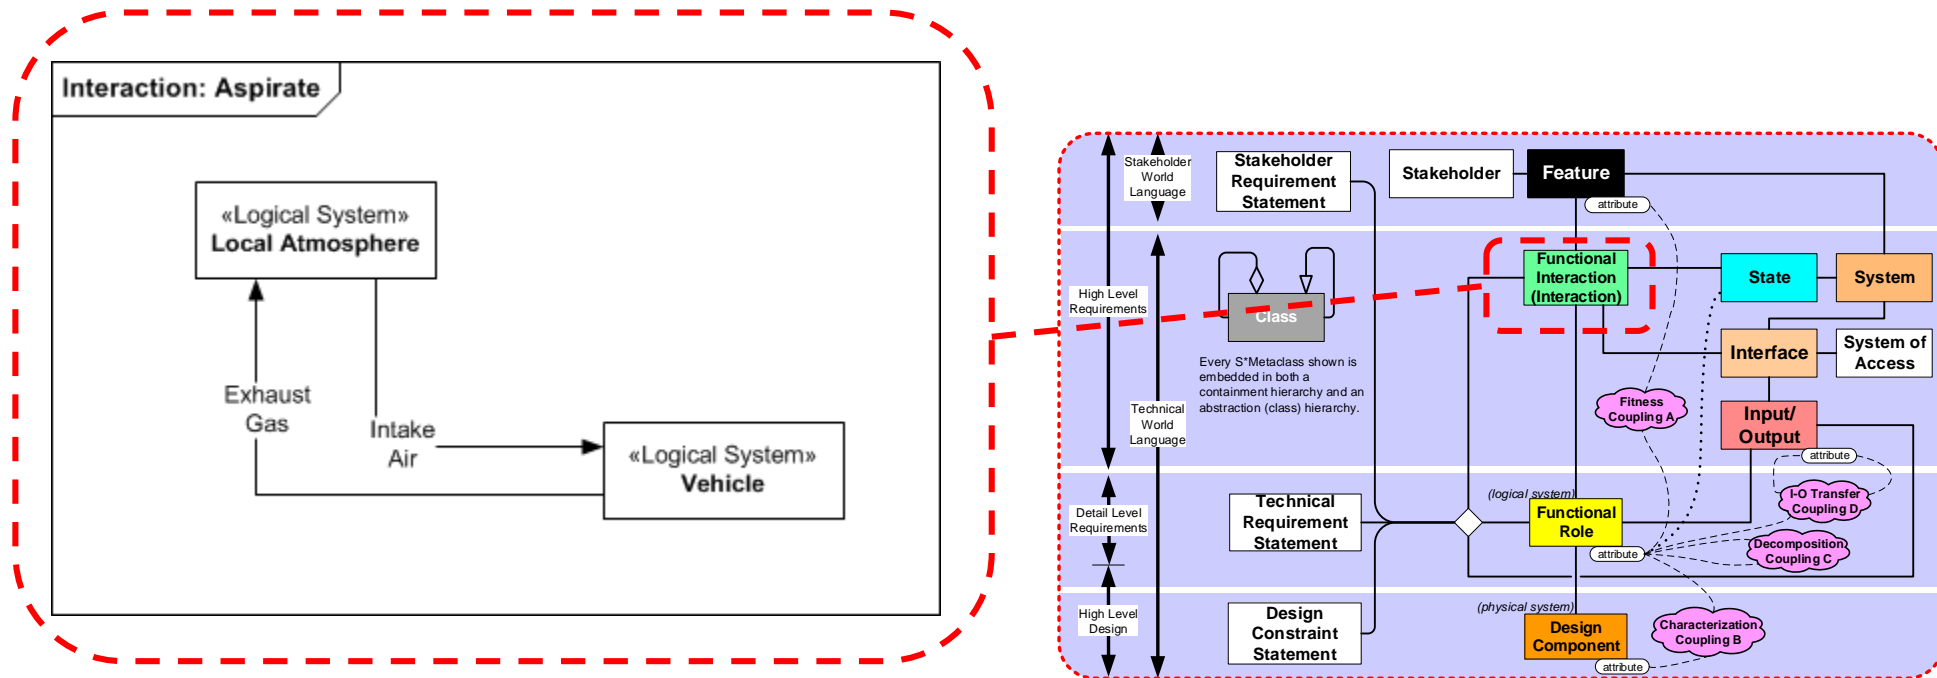 Interaction: Aspirate
«Logical System»
Local Atmosphere
Exhaust
Gas
Intake
Air
«Logical System»
Vehicle
Stakeholder
World
Language
High Level
Requirements
Technical
World
Language
Detail Level
Requirements
High Level
Design
Stakeholder
Requirement
Statement
Stakeholder
Feature
attribute
Class
Every S*Metaclass shown is
embedded in both a
containment hierarchy and an
abstraction (class) hierarchy.
Functional
Interaction
(Interaction)
State
System
Interface
System of
Access
Fitness
Coupling A
Input/
Output
attribute
Technical
Requirement
Statement
(logical system)
Functional
Role
attribute
I-O Transfer
Coupling D
Decomposition
Coupling C
Design
Constraint
Statement
(physical system)
Design
Component
attribute
Characterization
Coupling B